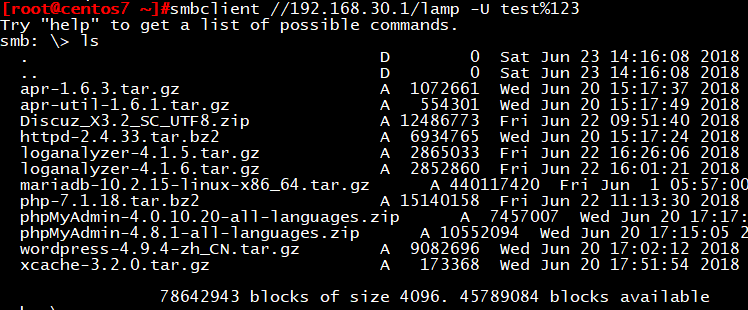 [root@centos7 ~]#smbclient //192.168.30.1/lamp -U test%123
Try "help" to get a list of possible commands.
smb: \> ls
. D 0 Sat Jun 23 14:16:08 2018
.. D 0 Sat Jun 23 14:16:08 2018
apr-1.6.3.tar.gz A 1072661 Wed Jun 20 15:17:37 2018
apr-util-1.6.1.tar.gz A 554301 Wed Jun 20 15:17:49 2018
Discuz_X3.2_SC_UTF8.zip A 12486773 Fri Jun 22 09:51:40 2018
httpd-2.4.33.tar.bz2 A 6934765 Wed Jun 20 15:17:24 2018
loganalyzer-4.1.5.tar.gz A 2865033 Fri Jun 22 16:26:06 2018
loganalyzer-4.1.6.tar.gz A 2852860 Fri Jun 22 16:01:21 2018
mariadb-10.2.15-linux-x86_64.tar.gz A 440117420 Fri Jun 1 05:57:00
php-7.1.18.tar.bz2 A 15140158 Fri Jun 22 11:13:30 2018
phpMyAdmin-4.0.10.20-all-languages.zip A 7457007 Wed Jun 20 17:17:
phpMyAdmin-4.8.1-all-languages.zip A 10552094 Wed Jun 20 17:15:05 2
wordpress-4.9.4-zh_CN.tar.gz A 9082696 Wed Jun 20 17:02:12 2018
xcache-3.2.0.tar.gz A 173368 Wed Jun 20 17:51:54 2018
78642943 blocks of size 4096. 45789084 blocks available